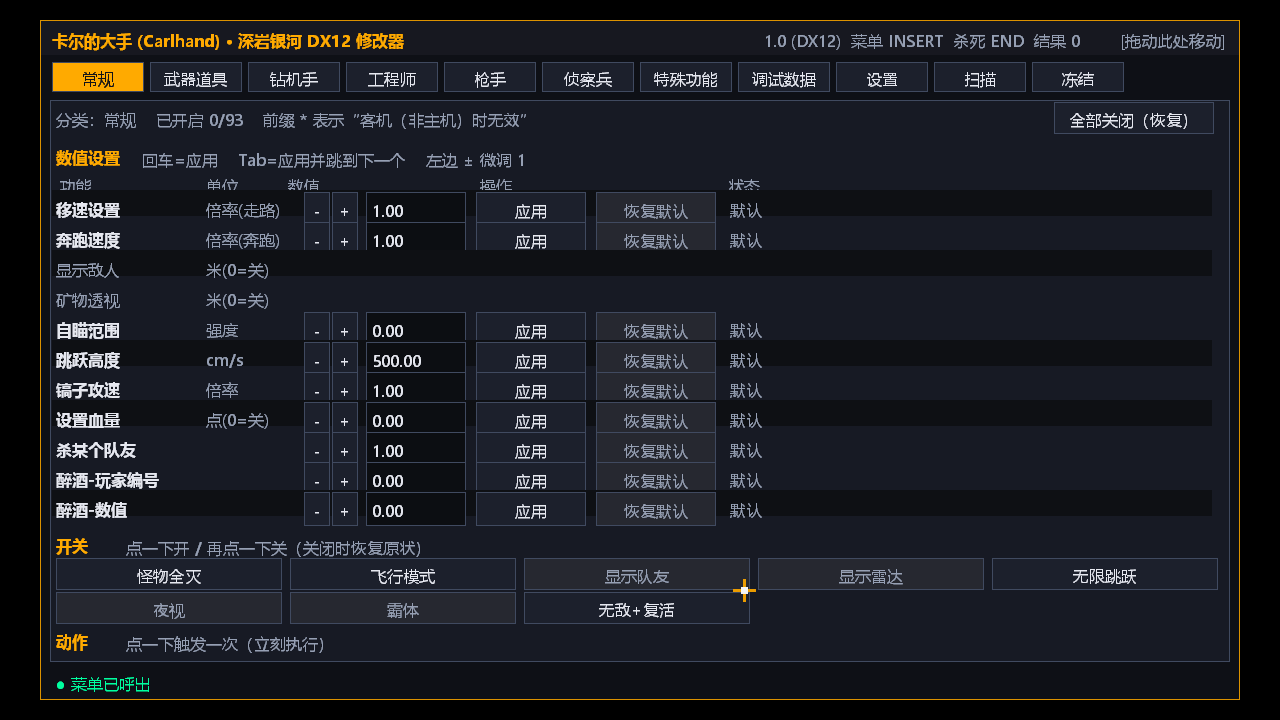 卡尔的大手 (Carlhand) • 深岩银河 DX12 修改器 1.0 (DX12) 菜单 INSERT 杀死 END 结果 0 [拖动此处移动]
常规 武器道具 钻机手 工程师 枪手 侦察兵 特殊功能 调试数据 设置 扫描 冻结
分类: 常规 已开启 0/93 前缀 * 表示 “客机（非主机）时无效” 全部关闭（恢复）
数值设置 回车=应用 Tab=应用并跳到下一个 左边 ± 微调 1
功能 单位 数值 操作 状态
移速设置 倍率(走路) - + 1.00 应用 恢复默认 默认
奔跑速度 倍率(奔跑) - + 1.00 应用 恢复默认 默认
显示敌人 米(0=关)
矿物透视 米(0=关)
自瞄范围 强度 - + 0.00 应用 恢复默认 默认
跳跃高度 cm/s - + 500.00 应用 恢复默认 默认
镐子攻速 倍率 - + 1.00 应用 恢复默认 默认
设置血量 点(0=关) - + 0.00 应用 恢复默认 默认
杀某个队友 - + 1.00 应用 恢复默认 默认
醉酒-玩家编号 - + 0.00 应用 恢复默认 默认
醉酒-数值 - + 0.00 应用 恢复默认 默认
开关 点一下开 / 再点一下关（关闭时恢复原状）
怪物全灭 飞行模式 显示队友 显示雷达 无限跳跃
夜视 霸体 无敌+复活
动作 点一下触发一次（立刻执行）
● 菜单已呼出